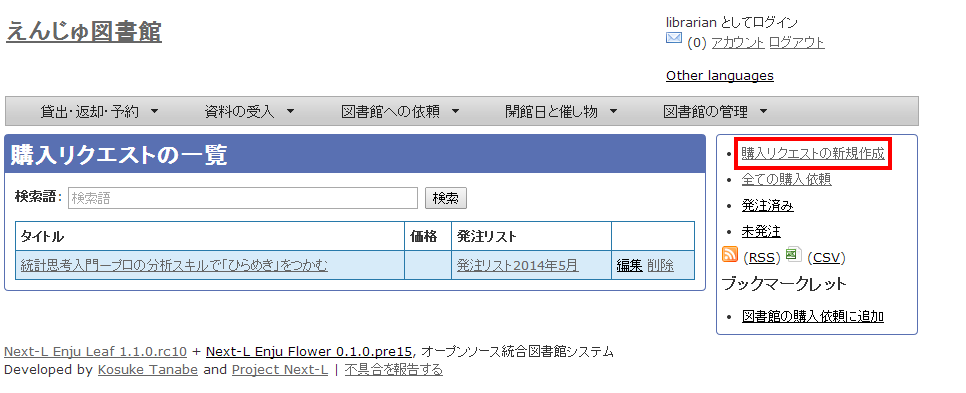 えんじゅ図書館
librarian としてログイン
(0) アカウント ログアウト
Other languages
貸出・返却・予約 ▼ 資料の受入 ▼ 図書館への依頼 ▼ 開館日と催し物 ▼ 図書館の管理 ▼
購入リクエストの一覧
検索語: 検索語 検索
タイトル 価格 発注リスト
統計思考入門―プロの分析スキルで「ひらめき」をつかむ 発注リスト2014年5月 編集 削除
• 購入リクエストの新規作成
• 全ての購入依頼
• 発注済み
• 未発注
(RSS) (CSV)
ブックマークレット
• 図書館の購入依頼に追加
Next-L Enju Leaf 1.1.0.rc10 + Next-L Enju Flower 0.1.0.pre15, オープンソース統合図書館システム
Developed by Kosuke Tanabe and Project Next-L | 不具合を報告する